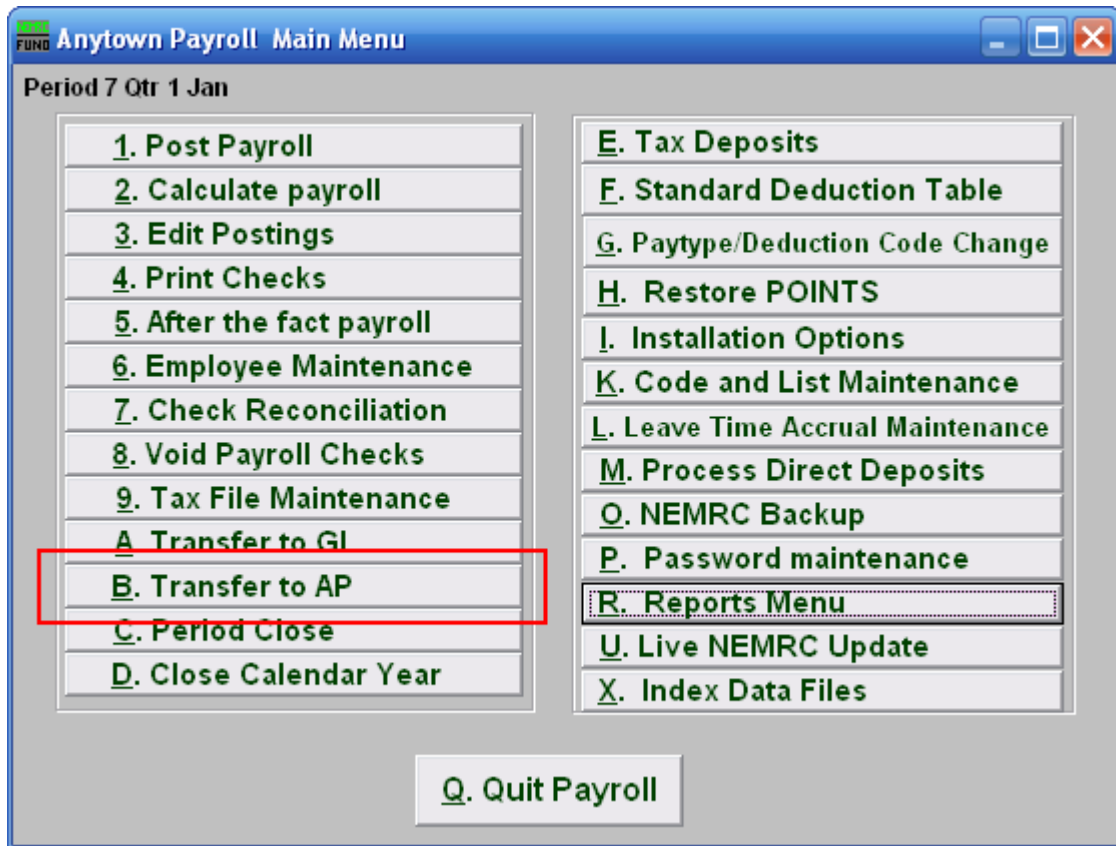 NEMRC
FUND Anytown Payroll Main Menu
Period 7 Qtr 1 Jan
1. Post Payroll
2. Calculate payroll
3. Edit Postings
4. Print Checks
5. After the fact payroll
6. Employee Maintenance
7. Check Reconciliation
8. Void Payroll Checks
9. Tax File Maintenance
A. Transfer to GL
B. Transfer to AP
C. Period Close
D. Close Calendar Year
E. Tax Deposits
F. Standard Deduction Table
G. Paytype/Deduction Code Change
H. Restore POINTS
I. Installation Options
K. Code and List Maintenance
L. Leave Time Accrual Maintenance
M. Process Direct Deposits
O. NEMRC Backup
P. Password maintenance
R. Reports Menu
U. Live NEMRC Update
X. Index Data Files
Q. Quit Payroll